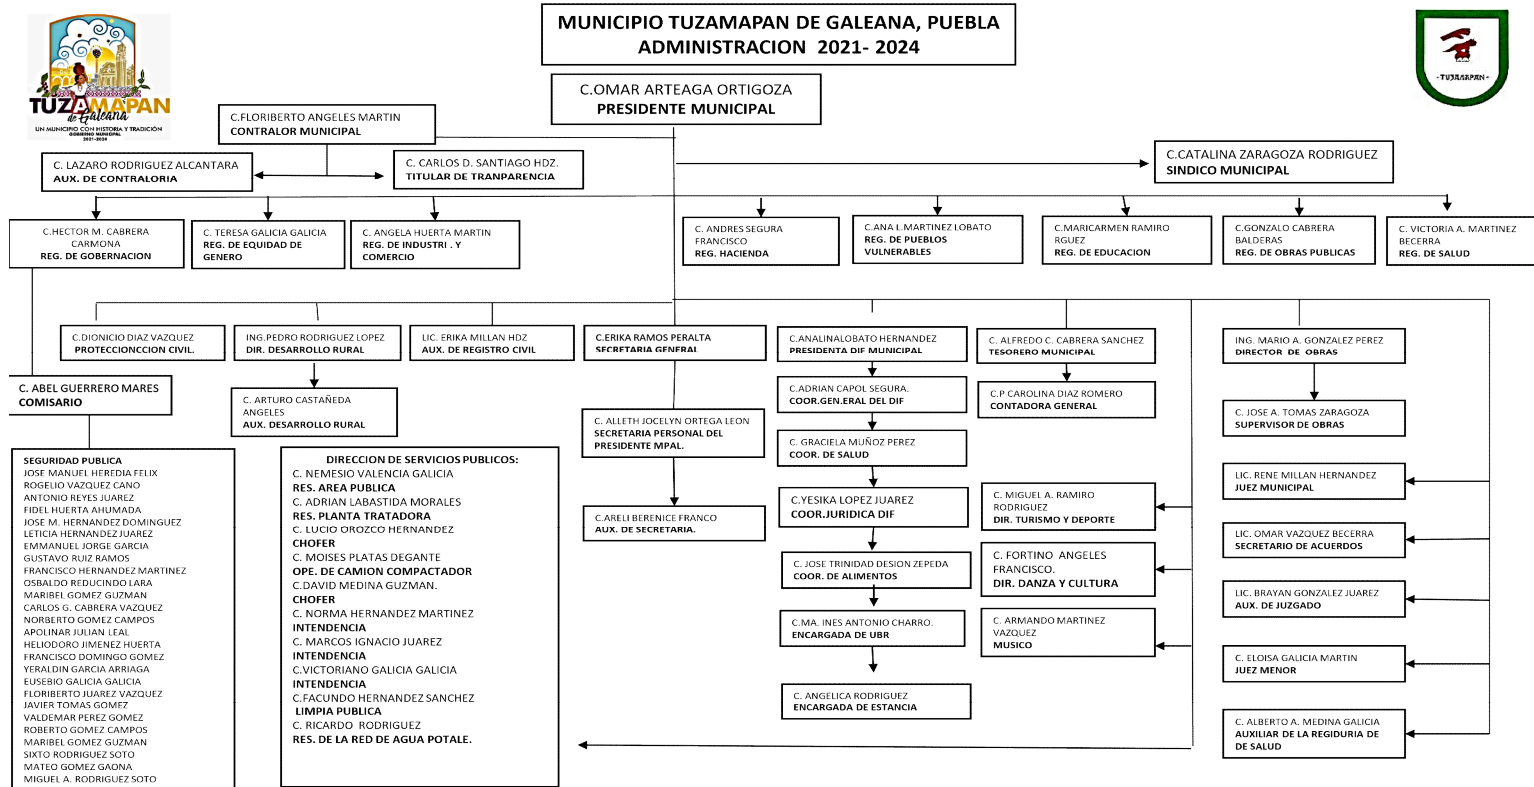 MUNICIPIO TUZAMAPAN DE GALEANA, PUEBLA
ADMINISTRACION 2021- 2024
TUZAMAPAN
de Galeana
UN MUNICIPIO CON HISTORIA Y TRADICIÓN
GOBIERNO MUNICIPAL
2021-2024
- TUZAMAPAN -
C.OMAR ARTEAGA ORTIGOZA
PRESIDENTE MUNICIPAL
C.FLORIBERTO ANGELES MARTIN
CONTRALOR MUNICIPAL
C. LAZARO RODRIGUEZ ALCANTARA
AUX. DE CONTRALORIA
C. CARLOS D. SANTIAGO HDZ.
TITULAR DE TRANPARENCIA
C.CATALINA ZARAGOZA RODRIGUEZ
SINDICO MUNICIPAL
C.HECTOR M. CABRERA
CARMONA
REG. DE GOBERNACION
C. TERESA GALICIA GALICIA
REG. DE EQUIDAD DE
GENERO
C. ANGELA HUERTA MARTIN
REG. DE INDUSTRI . Y
COMERCIO
C. ANDRES SEGURA
FRANCISCO
REG. HACIENDA
C.ANA L.MARTINEZ LOBATO
REG. DE PUEBLOS
VULNERABLES
C.MARICARMEN RAMIRO
RGUEZ
REG. DE EDUCACION
C.GONZALO CABRERA
BALDERAS
REG. DE OBRAS PUBLICAS
C. VICTORIA A. MARTINEZ
BECERRA
REG. DE SALUD
C.DIONICIO DIAZ VAZQUEZ
PROTECCIONCCION CIVIL.
ING.PEDRO RODRIGUEZ LOPEZ
DIR. DESARROLLO RURAL
LIC. ERIKA MILLAN HDZ
AUX. DE REGISTRO CIVIL
C.ERIKA RAMOS PERALTA
SECRETARIA GENERAL
C.ANALINALOBATO HERNANDEZ
PRESIDENTA DIF MUNICIPAL
C. ALFREDO C. CABRERA SANCHEZ
TESORERO MUNICIPAL
ING. MARIO A. GONZALEZ PEREZ
DIRECTOR DE OBRAS
C. ABEL GUERRERO MARES
COMISARIO
C. ARTURO CASTAÑEDA
ANGELES
AUX. DESARROLLO RURAL
C. ALLETH JOCELYN ORTEGA LEON
SECRETARIA PERSONAL DEL
PRESIDENTE MPAL.
C.ARELI BERENICE FRANCO
AUX. DE SECRETARIA.
C.ADRIAN CAPOL SEGURA.
COOR.GEN.ERAL DEL DIF
C. GRACIELA MUÑOZ PEREZ
COOR. DE SALUD
C.YESIKA LOPEZ JUAREZ
COOR.JURIDICA DIF
C. JOSE TRINIDAD DESION ZEPEDA
COOR. DE ALIMENTOS
C.MA. INES ANTONIO CHARRO.
ENCARGADA DE UBR
C. ANGELICA RODRIGUEZ
ENCARGADA DE ESTANCIA
C.P CAROLINA DIAZ ROMERO
CONTADORA GENERAL
C. MIGUEL A. RAMIRO
RODRIGUEZ
DIR. TURISMO Y DEPORTE
C. FORTINO ANGELES
FRANCISCO.
DIR. DANZA Y CULTURA
C. ARMANDO MARTINEZ
VAZQUEZ
MUSICO
C. JOSE A. TOMAS ZARAGOZA
SUPERVISOR DE OBRAS
LIC. RENE MILLAN HERNANDEZ
JUEZ MUNICIPAL
LIC. OMAR VAZQUEZ BECERRA
SECRETARIO DE ACUERDOS
LIC. BRAYAN GONZALEZ JUAREZ
AUX. DE JUZGADO
C. ELOISA GALICIA MARTIN
JUEZ MENOR
C. ALBERTO A. MEDINA GALICIA
AUXILIAR DE LA REGIDURIA DE
DE SALUD
SEGURIDAD PUBLICA
JOSE MANUEL HEREDIA FELIX
ROGELIO VAZQUEZ CANO
ANTONIO REYES JUAREZ
FIDEL HUERTA AHUMADA
JOSE M. HERNANDEZ DOMINGUEZ
LETICIA HERNANDEZ JUAREZ
EMMANUEL JORGE GARCIA
GUSTAVO RUIZ RAMOS
FRANCISCO HERNANDEZ MARTINEZ
OSBALDO REDUCINDO LARA
MARIBEL GOMEZ GUZMAN
CARLOS G. CABRERA VAZQUEZ
NORBERTO GOMEZ CAMPOS
APOLINAR JULIAN LEAL
HELIODORO JIMENEZ HUERTA
FRANCISCO DOMINGO GOMEZ
YERALDIN GARCIA ARRIAGA
EUSEBIO GALICIA GALICIA
FLORIBERTO JUAREZ VAZQUEZ
JAVIER TOMAS GOMEZ
VALDEMAR PEREZ GOMEZ
ROBERTO GOMEZ CAMPOS
MARIBEL GOMEZ GUZMAN
SIXTO RODRIGUEZ SOTO
MATEO GOMEZ GAONA
MIGUEL A. RODRIGUEZ SOTO
DIRECCION DE SERVICIOS PUBLICOS:
C. NEMESIO VALENCIA GALICIA
RES. AREA PUBLICA
C. ADRIAN LABASTIDA MORALES
RES. PLANTA TRATADORA
C. LUCIO OROZCO HERNANDEZ
CHOFER
C. MOISES PLATAS DEGANTE
OPE. DE CAMION COMPACTADOR
C.DAVID MEDINA GUZMAN.
CHOFER
C. NORMA HERNANDEZ MARTINEZ
INTENDENCIA
C. MARCOS IGNACIO JUAREZ
INTENDENCIA
C.VICTORIANO GALICIA GALICIA
INTENDENCIA
C.FACUNDO HERNANDEZ SANCHEZ
LIMPIA PUBLICA
C. RICARDO RODRIGUEZ
RES. DE LA RED DE AGUA POTALE.